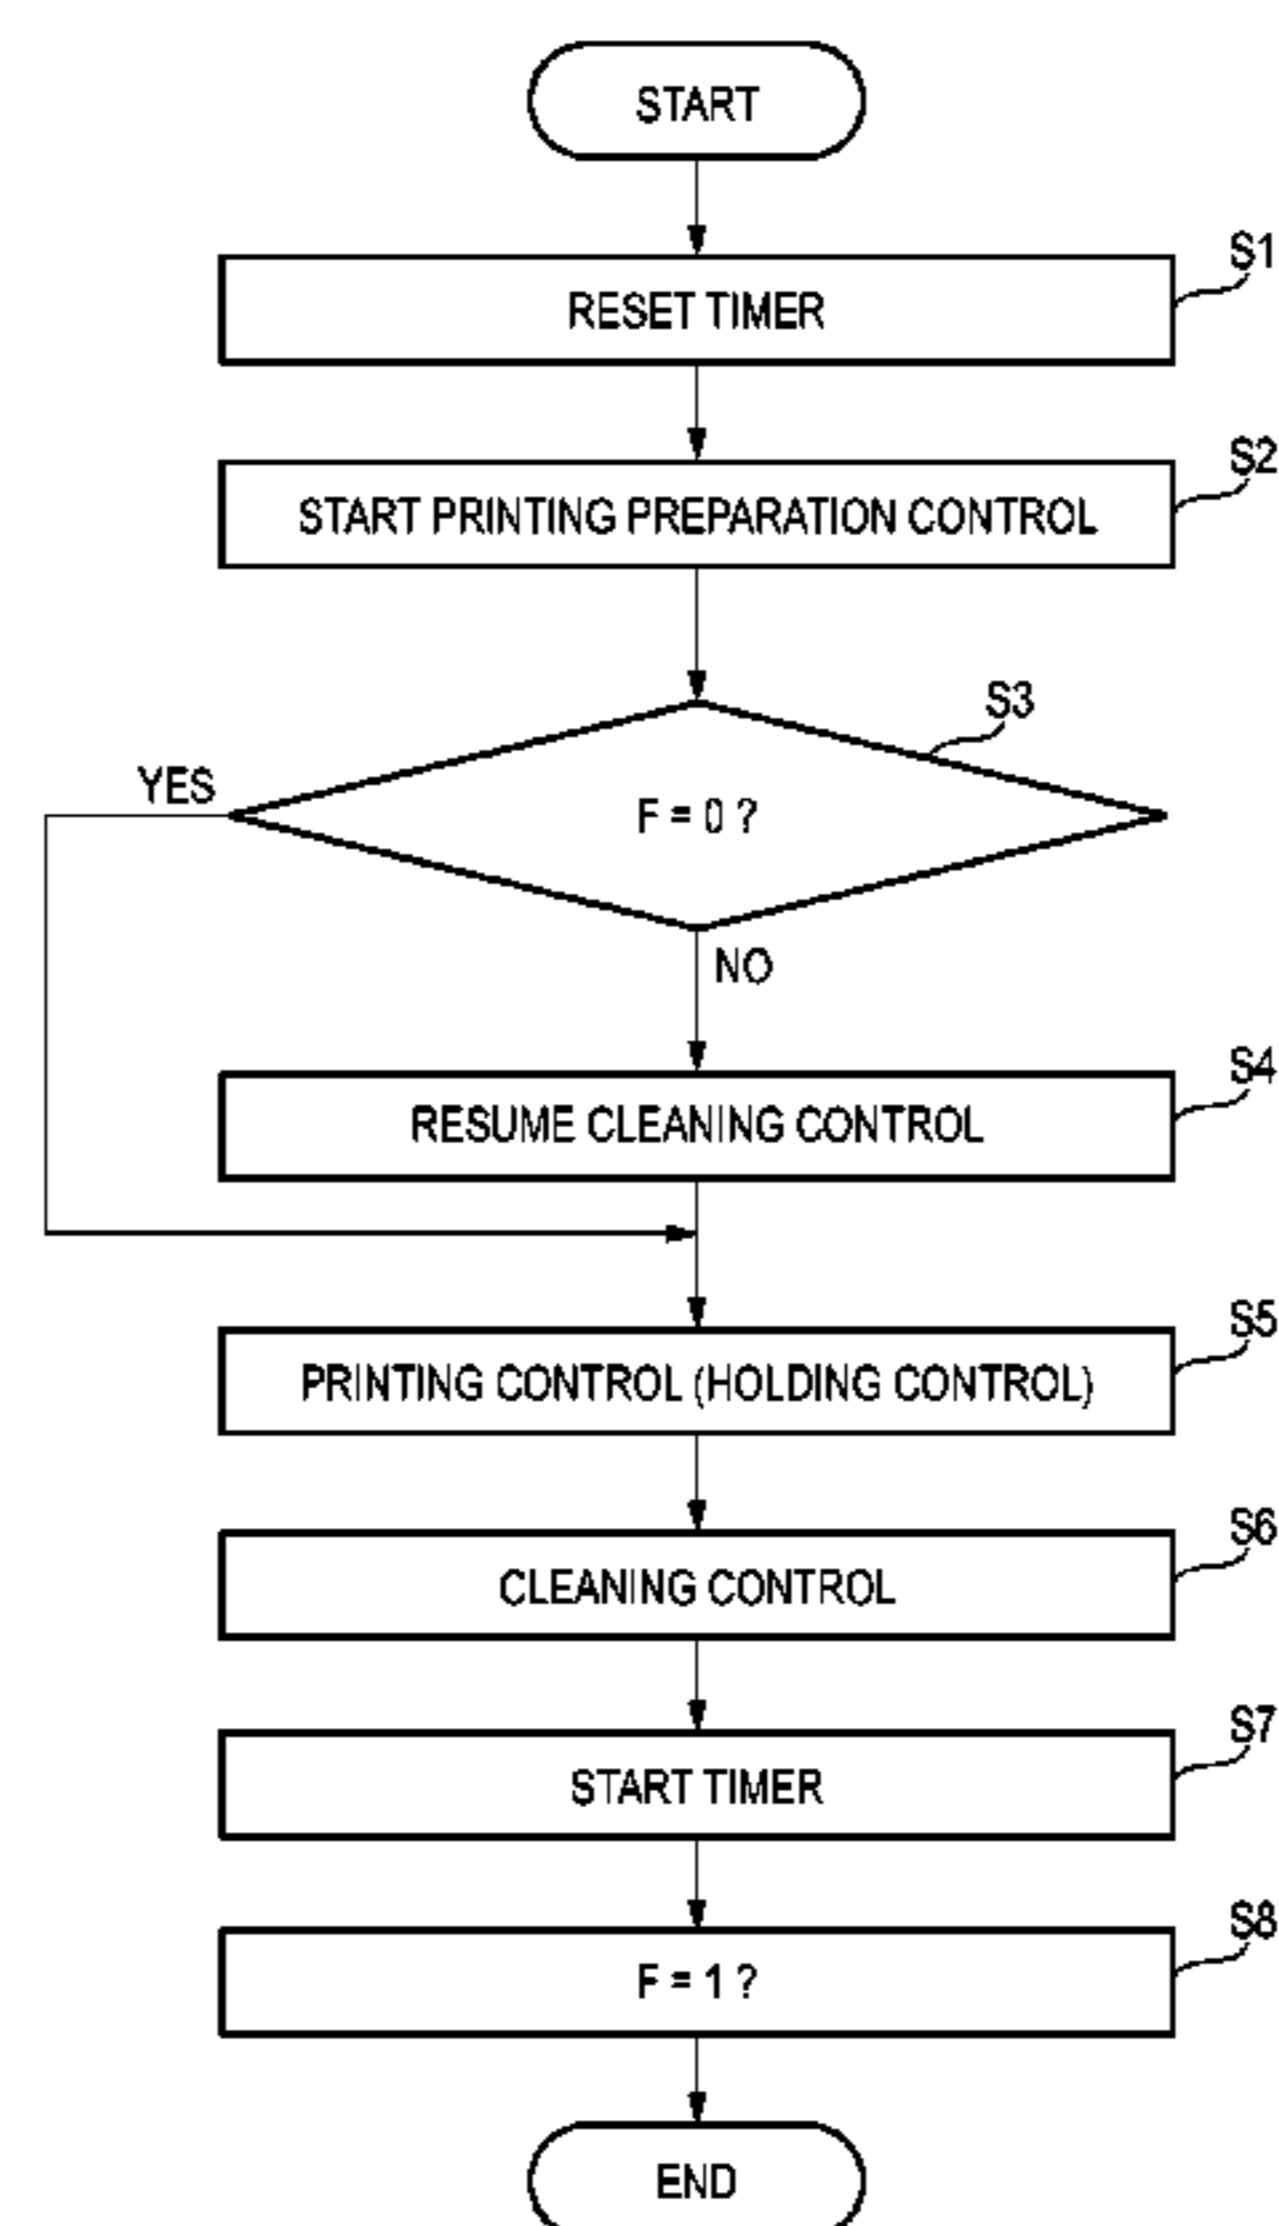 START
S1
RESET TIMER
S2
START PRINTING PREPARATION CONTROL
S3
YES
F = 0 ?
NO
S4
RESUME CLEANING CONTROL
S5
PRINTING CONTROL (HOLDING CONTROL)
S6
CLEANING CONTROL
S7
START TIMER
S8
F = 1 ?
END